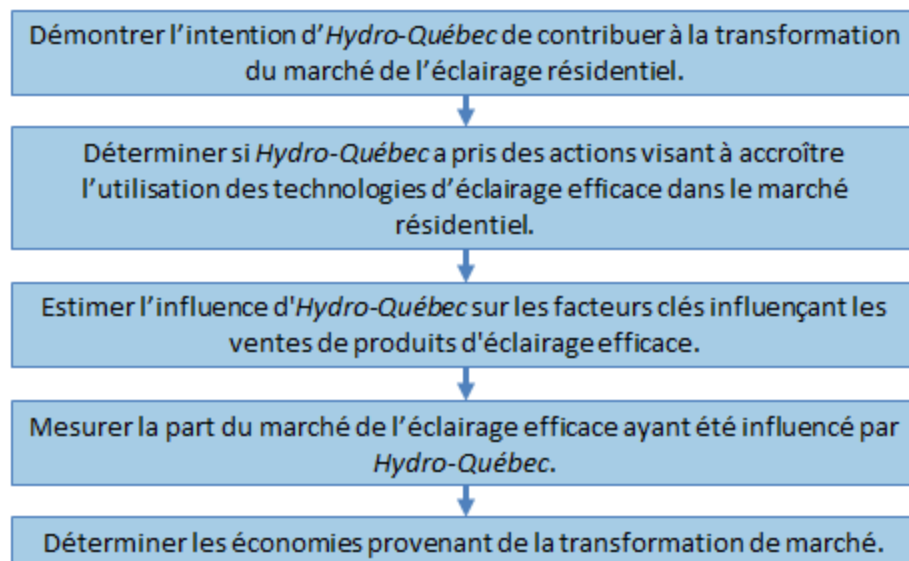 Démontrer l’intention d’Hydro-Québec de contribuer à la transformation
du marché de l’éclairage résidentiel.
Déterminer si Hydro-Québec a pris des actions visant à accroître
l’utilisation des technologies d’éclairage efficace dans le marché
résidentiel.
Estimer l’influence d'Hydro-Québec sur les facteurs clés influençant les
ventes de produits d'éclairage efficace.
Mesurer la part du marché de l’éclairage efficace ayant été influencé par
Hydro-Québec.
Déterminer les économies provenant de la transformation de marché.